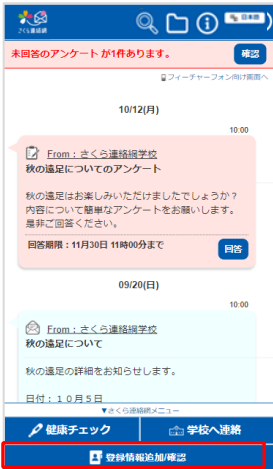 さくら連絡網
日本語
未回答のアンケート が1件あります。
確認
フィーチャーフォン向け画面へ
10/12(月)
10:00
From：さくら連絡網学校
秋の遠足についてのアンケート
秋の遠足はお楽しみいただけましたでしょうか？
内容について簡単なアンケートをお願いします。
是非ご回答ください。
回答期限：11月30日 11時00分まで
回答
09/20(日)
10:00
From：さくら連絡網学校
秋の遠足について
秋の遠足の詳細をお知らせします。
日付：１０月５日
▼さくら連絡網メニュー
健康チェック
学校へ連絡
登録情報追加/確認